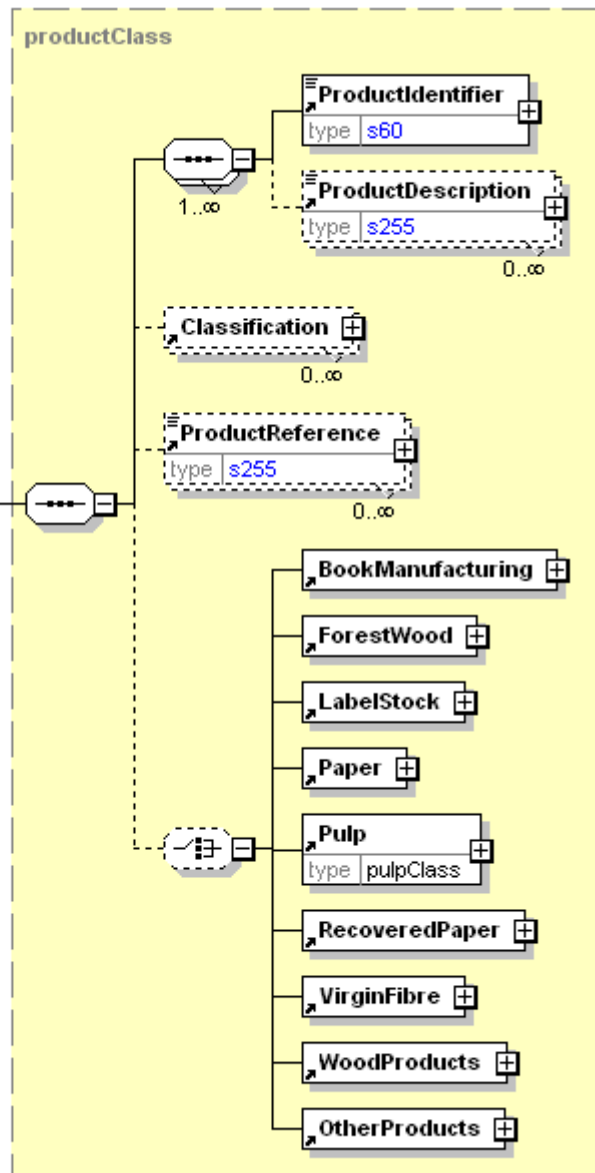 productClass
ProductIdentifier
type s60
1..∞
ProductDescription
type s255
0..∞
Classification
0..∞
ProductReference
type s255
0..∞
BookManufacturing
ForestWood
LabelStock
Paper
Pulp
type pulpClass
RecoveredPaper
VirginFibre
WoodProducts
OtherProducts